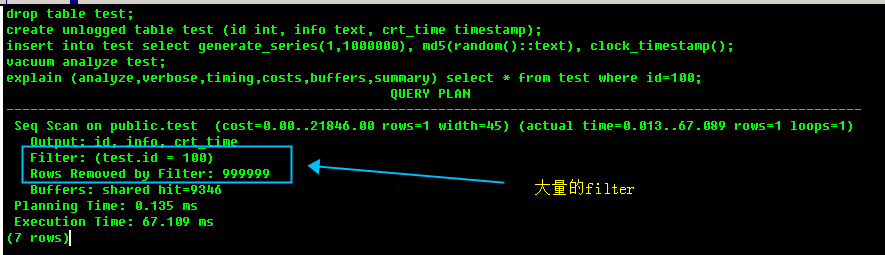 drop table test;
create unlogged table test (id int, info text, crt_time timestamp);
insert into test select generate_series(1,1000000), md5(random()::text), clock_timestamp();
vacuum analyze test;
explain (analyze,verbose,timing,costs,buffers,summary) select * from test where id=100;
QUERY PLAN
-----------------------------------------------------------------------------------------------------------
Seq Scan on public.test  (cost=0.00..21846.00 rows=1 width=45) (actual time=0.013..67.089 rows=1 loops=1)
Output: id, info, crt_time
Filter: (test.id = 100)
Rows Removed by Filter: 999999
大量的filter
Buffers: shared hit=9346
Planning Time: 0.135 ms
Execution Time: 67.109 ms
(7 rows)